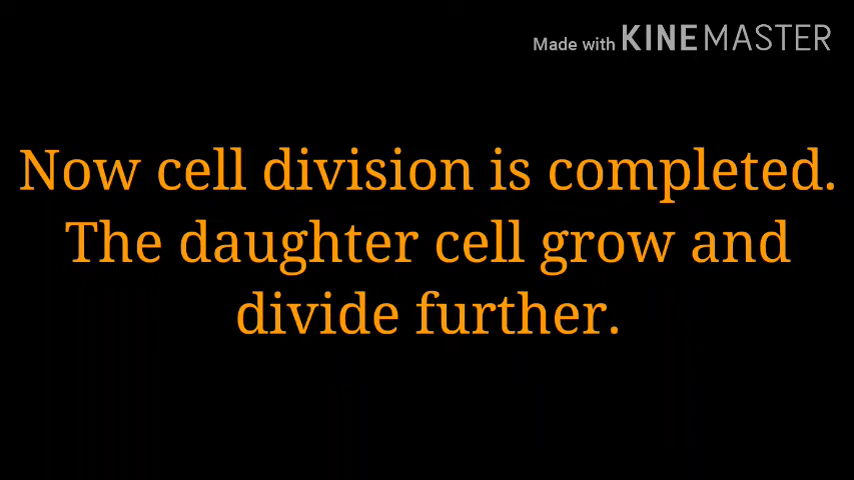 Made with KINEMASTER
Now cell division is completed.
The daughter cell grow and
divide further.